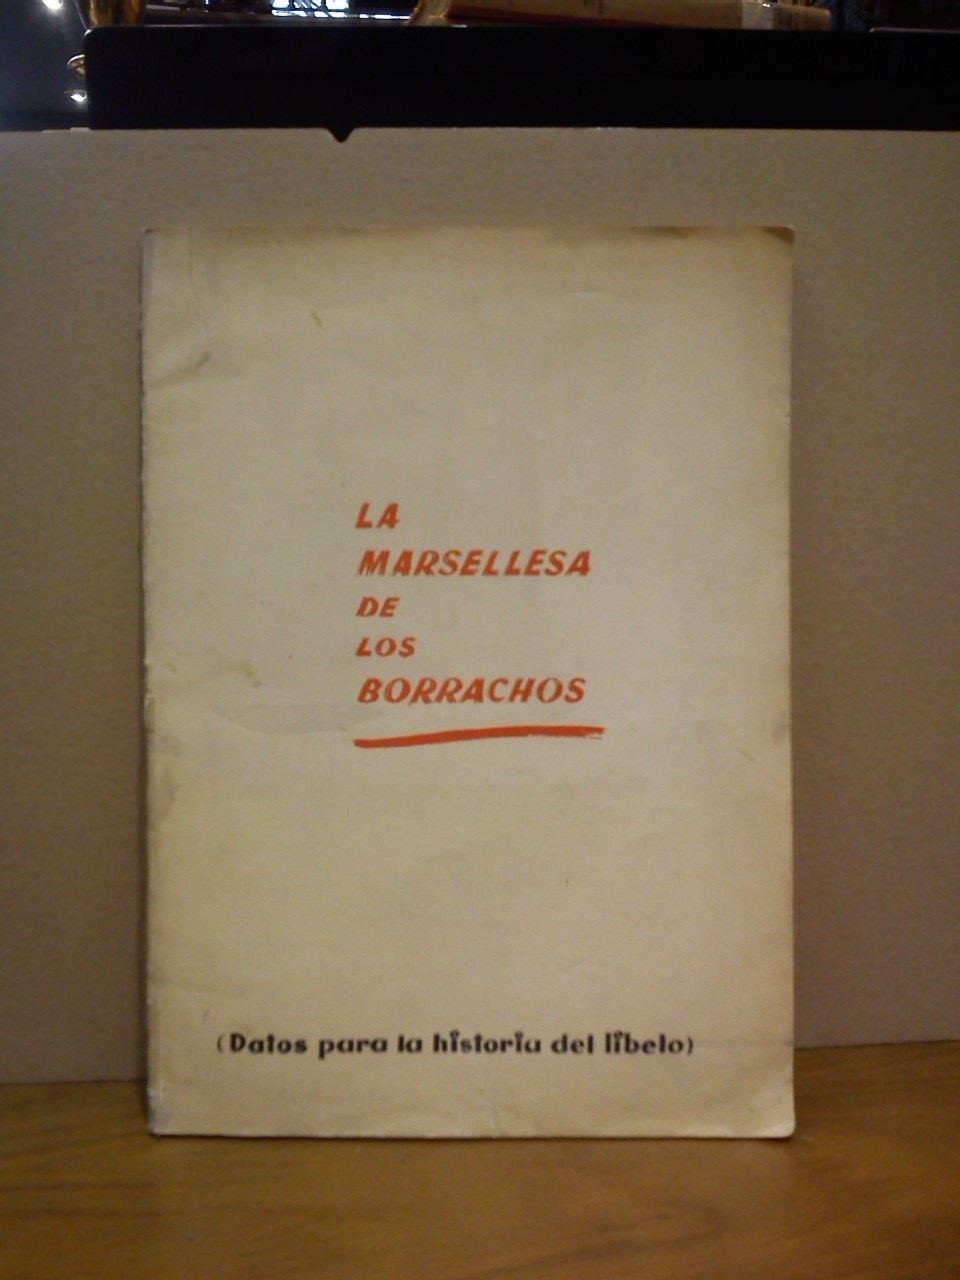 LA
MARSELLESA
DE
LOS
BORRACHOS
(Datos para la historia del libelo)